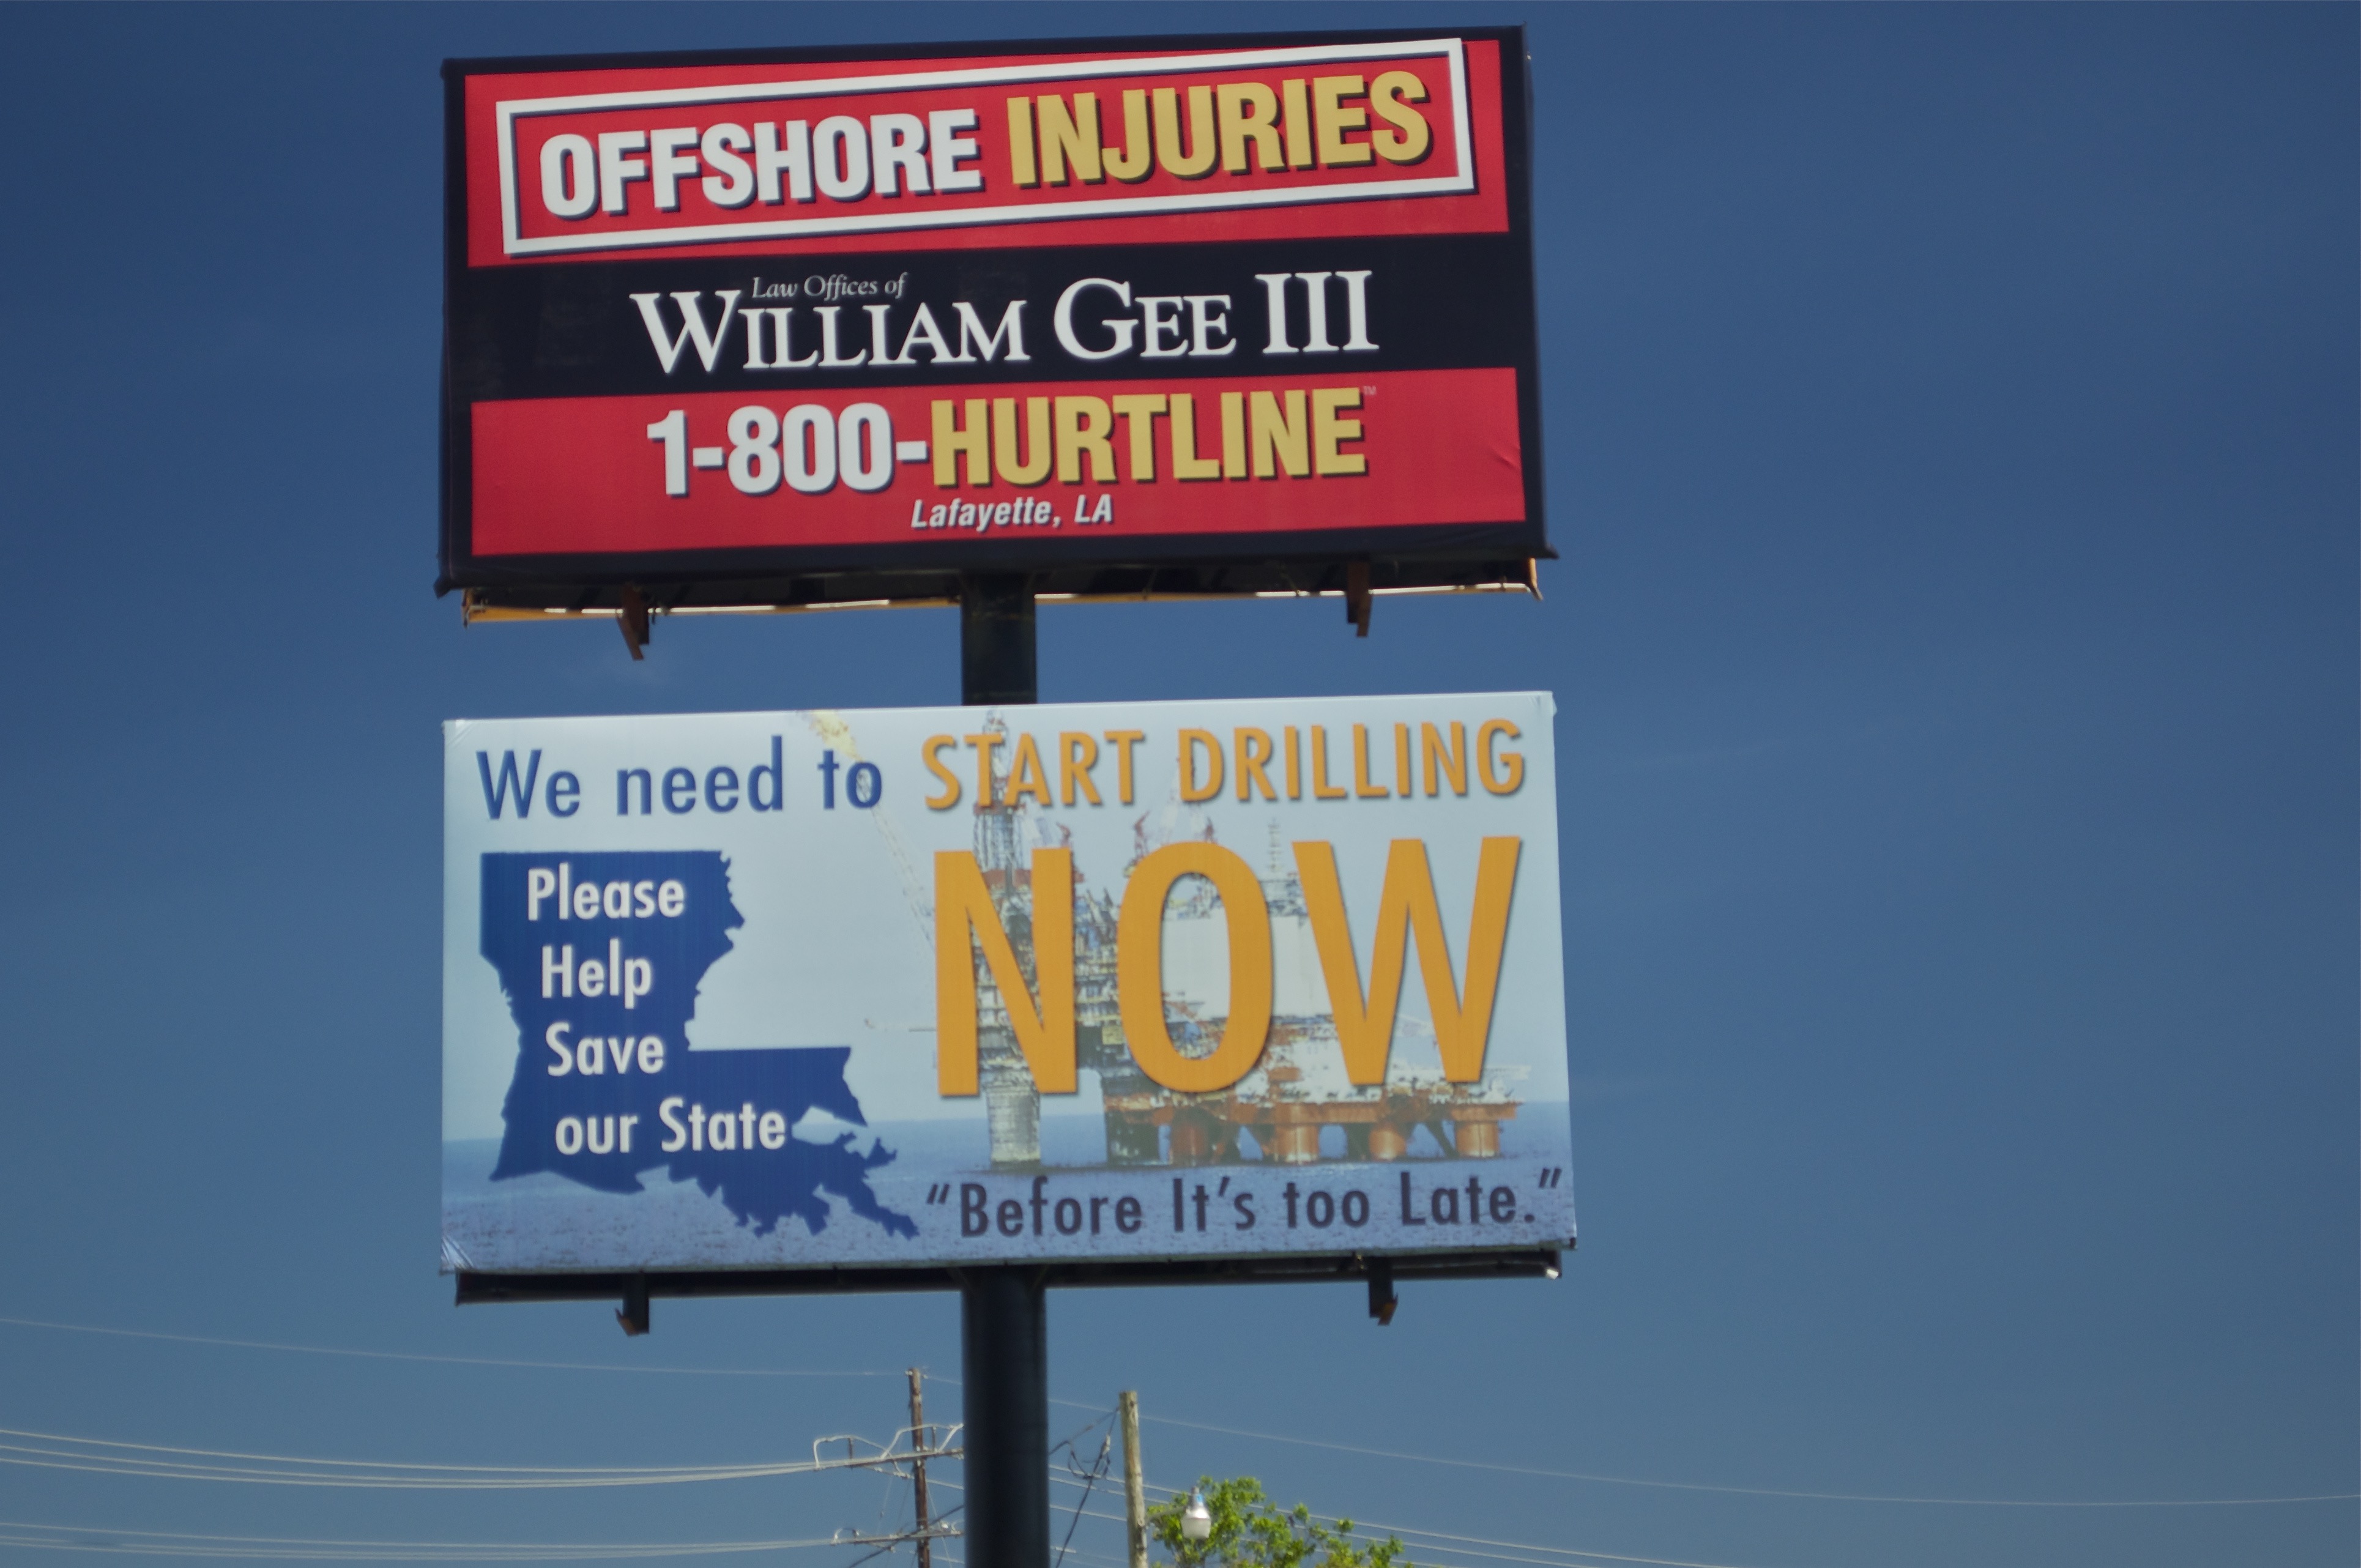 OFFSHORE INJURIES
Law Offices of
WILLIAM GEE III
1-800-HURTLINE™
Lafayette, LA
We need to START DRILLING
NOW
Please
Help
Save
our State
"Before It's too Late."